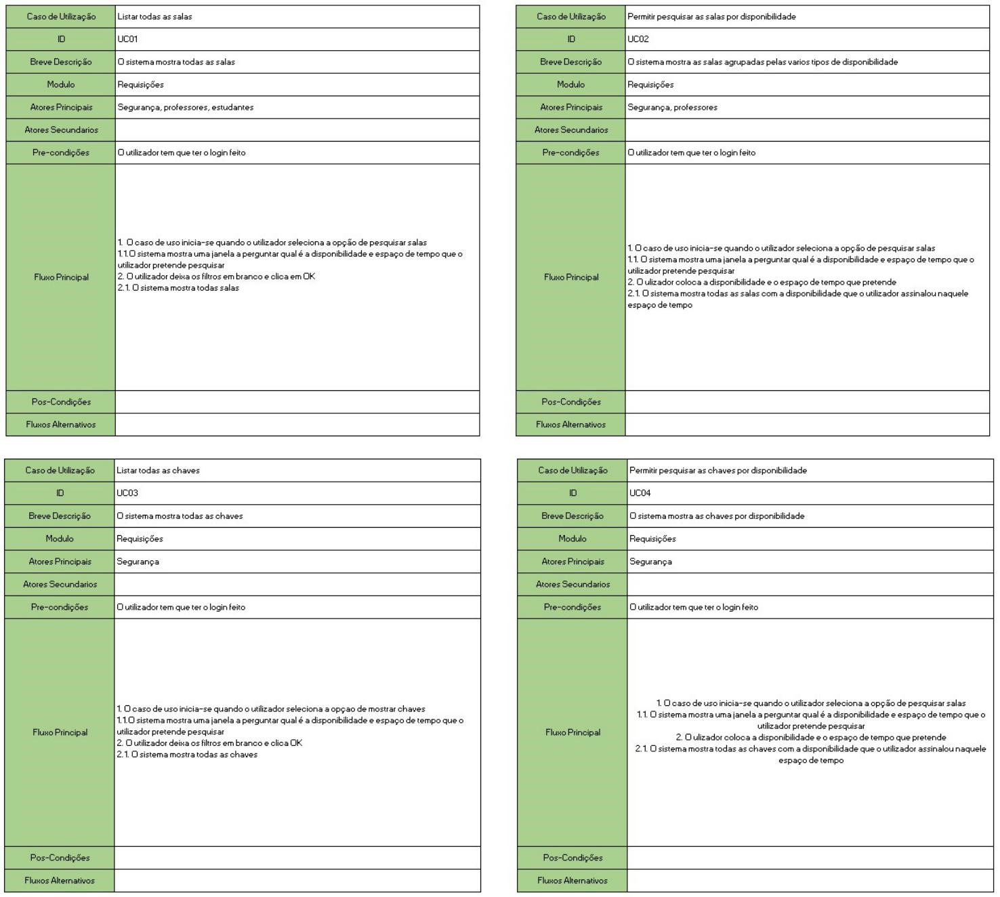 Caso de Utilização Listar todas as salas
ID UC01
Breve Descrição O sistema mostra todas as salas
Modulo Requisições
Atores Principais Segurança, professores, estudantes
Atores Secundarios
Pre-condições O utilizador tem que ter o login feito
Fluxo Principal
1. O caso de uso inicia-se quando o utilizador seleciona a opção de pesquisar salas
1.1.O sistema mostra uma janela a perguntar qual é a disponibilidade e espaço de tempo que o
utilizador pretende pesquisar
2. O utilizador deixa os filtros em branco e clica em OK
2.1. O sistema mostra todas salas
Pos-Condições
Fluxos Alternativos
Caso de Utilização Permitir pesquisar as salas por disponibilidade
ID UC02
Breve Descrição O sistema mostra as salas agrupadas pelas varios tipos de disponibilidade
Modulo Requisições
Atores Principais Segurança, professores
Atores Secundarios
Pre-condições O utilizador tem que ter o login feito
Fluxo Principal
1. O caso de uso inicia-se quando o utilizador seleciona a opção de pesquisar salas
1.1. O sistema mostra uma janela a perguntar qual é a disponibilidade e espaço de tempo que o
utilizador pretende pesquisar
2. O ulizador coloca a disponibilidade e o espaço de tempo que pretende
2.1. O sistema mostra todas as salas com a disponibilidade que o utilizador assinalou naquele
espaço de tempo
Pos-Condições
Fluxos Alternativos
Caso de Utilização Listar todas as chaves
ID UC03
Breve Descrição O sistema mostra todas as chaves
Modulo Requisições
Atores Principais Segurança
Atores Secundarios
Pre-condições O utilizador tem que ter o login feito
Fluxo Principal
1. O caso de uso inicia-se quando o utilizador seleciona a opçao de mostrar chaves
1.1.O sistema mostra uma janela a perguntar qual é a disponibilidade e espaço de tempo que o
utilizador pretende pesquisar
2. O utilizador deixa os filtros em branco e clica OK
2.1. O sistema mostra todas as chaves
Pos-Condições
Fluxos Alternativos
Caso de Utilização Permitir pesquisar as chaves por disponibilidade
ID UC04
Breve Descrição O sistema mostra as chaves por disponibilidade
Modulo Requisições
Atores Principais Segurança
Atores Secundarios
Pre-condições O utilizador tem que ter o login feito
Fluxo Principal
1. O caso de uso inicia-se quando o utilizador seleciona a opção de pesquisar salas
1.1. O sistema mostra uma janela a perguntar qual é a disponibilidade e espaço de tempo que o
utilizador pretende pesquisar
2. O ulizador coloca a disponibilidade e o espaço de tempo que pretende
2.1. O sistema mostra todas as chaves com a disponibilidade que o utilizador assinalou naquele
espaço de tempo
Pos-Condições
Fluxos Alternativos